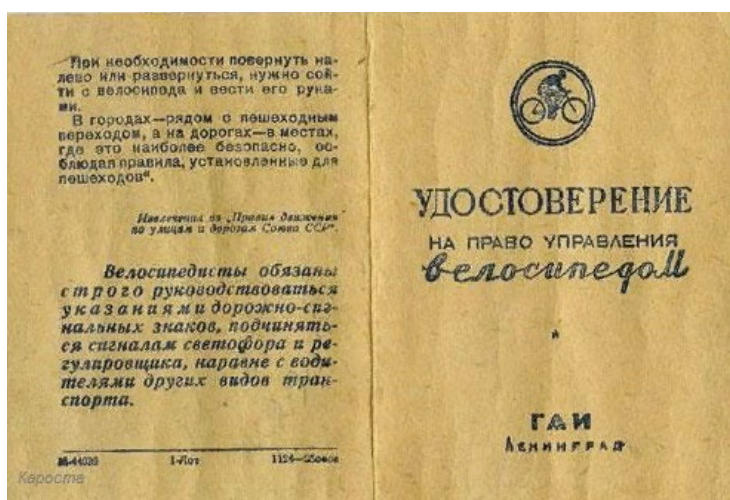 При необходимости повернуть на-
лево или развернуться, нужно сой-
ти с велосипеда и вести его рука-
ми.
В городах—рядом с пешеходным
переходом, а на дорогах—в местах,
где это наиболее безопасно, со-
блюдая правила, установленные для
пешеходов“.
Извлечения из „Правил движения
по улицам и дорогам Союза ССР“.
Велосипедисты обязаны
строго руководствоваться
указаниями дорожно-сиг-
нальных знаков, подчинять-
ся сигналам светофора и ре-
гулировщика, наравне с води-
телями других видов тран-
спорта.
1-Лот
Кароста
УДОСТОВЕРЕНИЕ
НА ПРАВО УПРАВЛЕНИЯ
велосипедом
ГАИ
ЛЕНИНГРАД